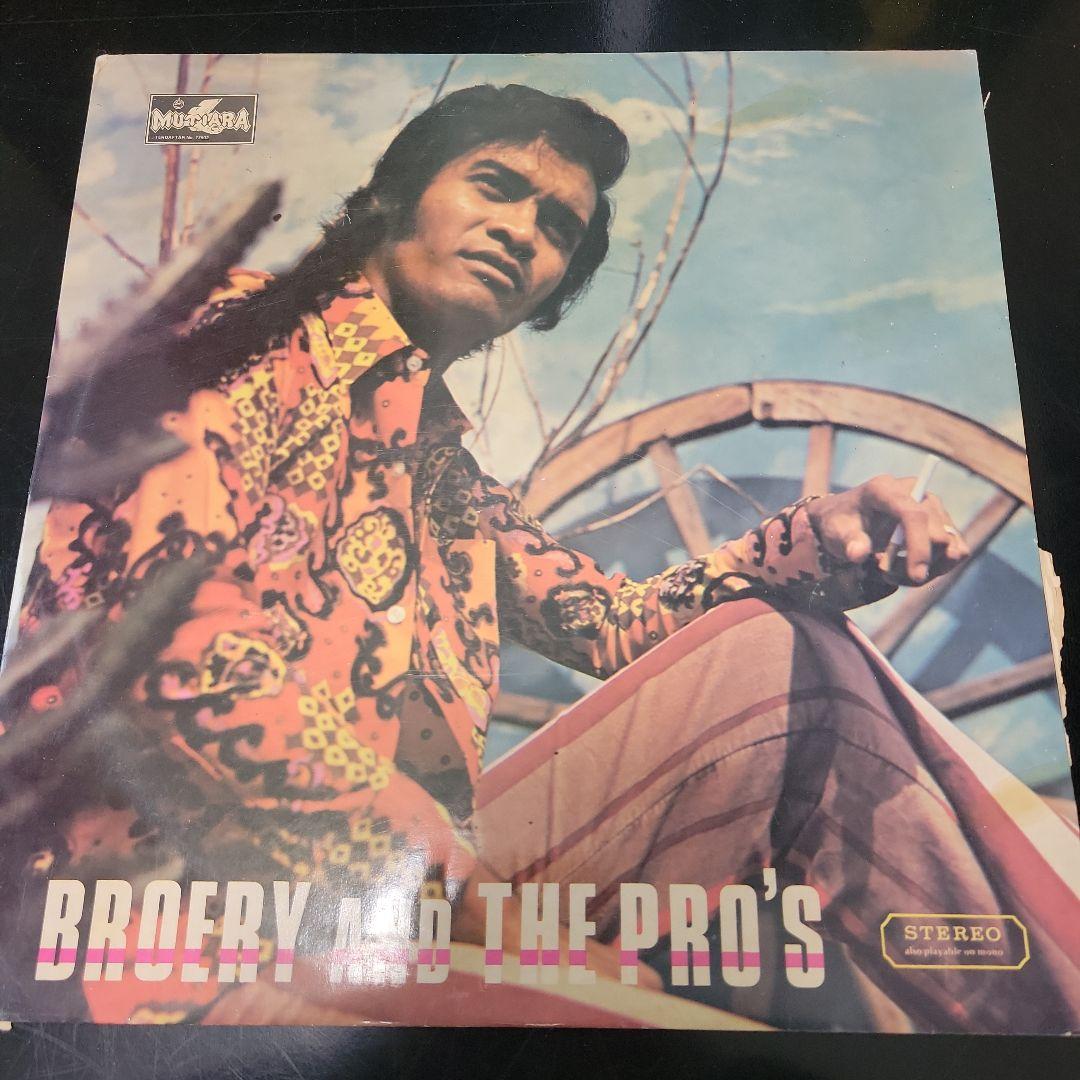 MUTIARA
BROERY AND THE PRO'S
STEREO
also playable on mono